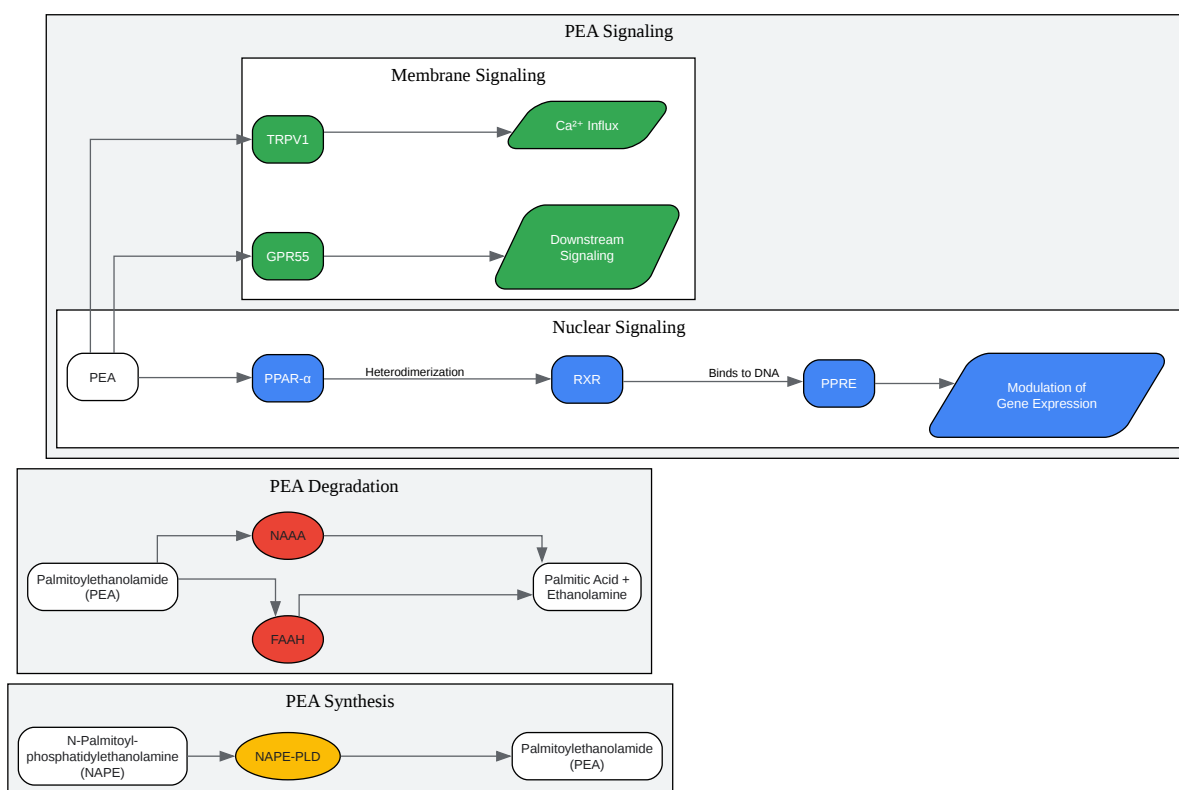 PEA Signaling
Membrane Signaling
TRPV1
Ca²⁺ Influx
GPR55
Downstream
Signaling
Nuclear Signaling
PEA
PPAR-α
Heterodimerization
RXR
Binds to DNA
PPRE
Modulation of
Gene Expression
PEA Degradation
NAAA
Palmitoylethanolamide
(PEA)
Palmitic Acid +
Ethanolamine
FAAH
PEA Synthesis
N-Palmitoyl-
phosphatidylethanolamine
(NAPE)
NAPE-PLD
Palmitoylethanolamide
(PEA)